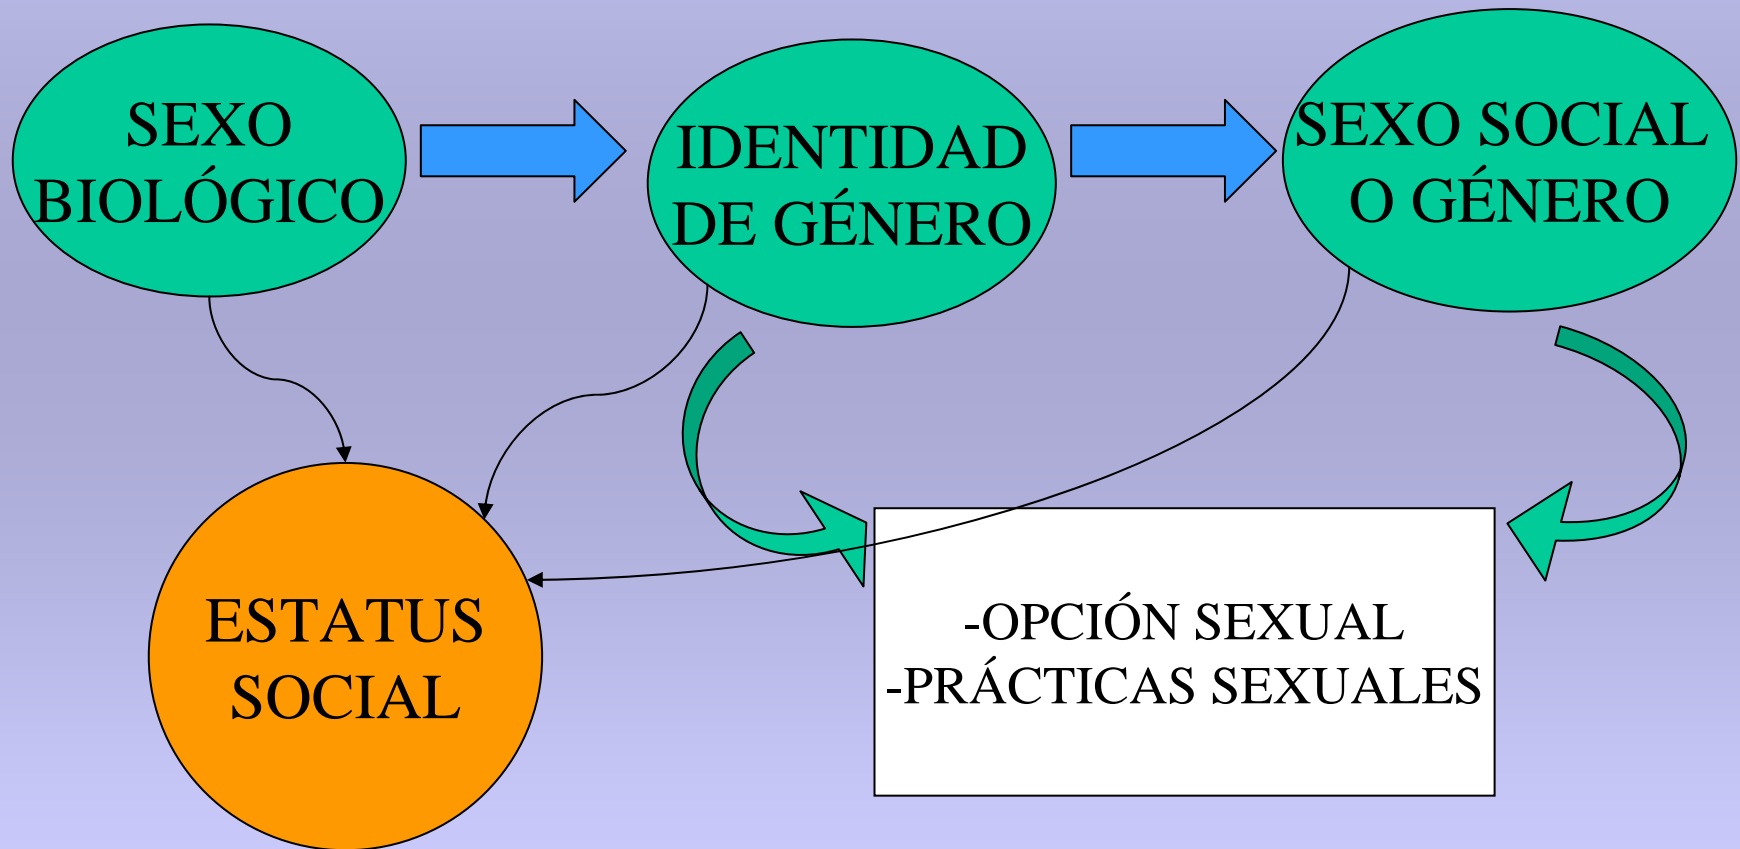 SEXO
BIOLÓGICO
IDENTIDAD
DE GÉNERO
SEXO SOCIAL
O GÉNERO
ESTATUS
SOCIAL
-OPCIÓN SEXUAL
-PRÁCTICAS SEXUALES